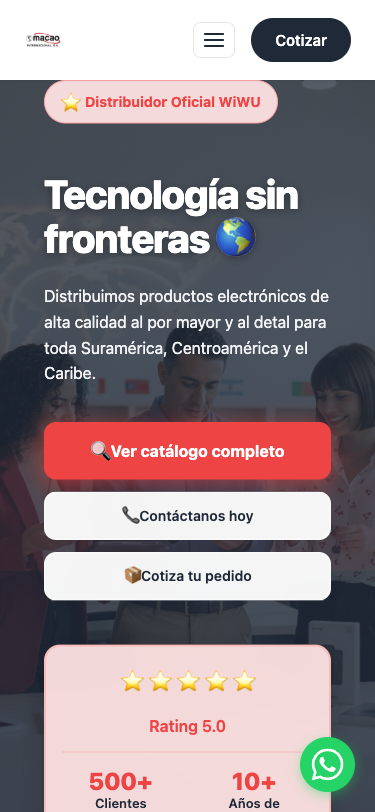 macao
INTERNACIONAL, S.A.
Cotizar
Distribuidor Oficial WiWU
Tecnología sin
fronteras
Distribuimos productos electrónicos de
alta calidad al por mayor y al detal para
toda Suramérica, Centroamérica y el
Caribe.
Ver catálogo completo
Contáctanos hoy
Cotiza tu pedido
Rating 5.0
500+ 10+
Clientes Años de